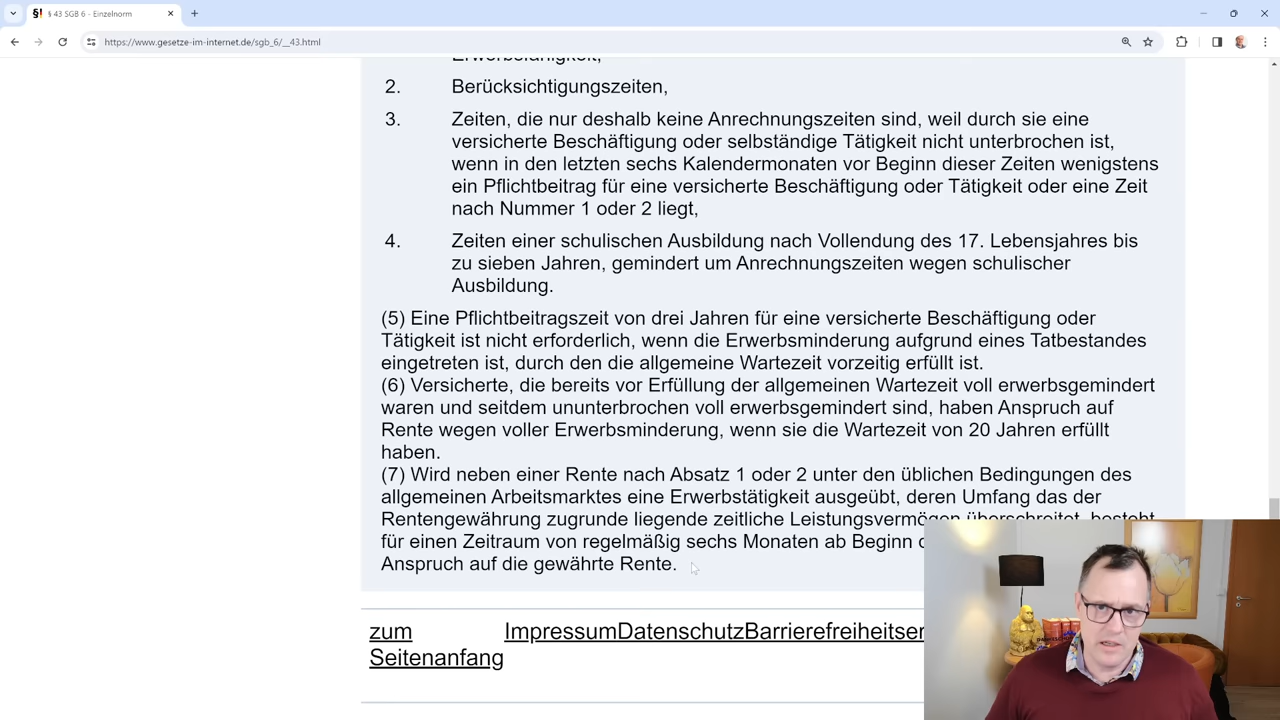 § 43 SGB 6 - Einzelnorm
https://www.gesetze-im-internet.de/sgb_6/__43.html
Erwerbsfähigkeit,
2. Berücksichtigungszeiten,
3. Zeiten, die nur deshalb keine Anrechnungszeiten sind, weil durch sie eine
versicherte Beschäftigung oder selbständige Tätigkeit nicht unterbrochen ist,
wenn in den letzten sechs Kalendermonaten vor Beginn dieser Zeiten wenigstens
ein Pflichtbeitrag für eine versicherte Beschäftigung oder Tätigkeit oder eine Zeit
nach Nummer 1 oder 2 liegt,
4. Zeiten einer schulischen Ausbildung nach Vollendung des 17. Lebensjahres bis
zu sieben Jahren, gemindert um Anrechnungszeiten wegen schulischer
Ausbildung.
(5) Eine Pflichtbeitragszeit von drei Jahren für eine versicherte Beschäftigung oder
Tätigkeit ist nicht erforderlich, wenn die Erwerbsminderung aufgrund eines Tatbestandes
eingetreten ist, durch den die allgemeine Wartezeit vorzeitig erfüllt ist.
(6) Versicherte, die bereits vor Erfüllung der allgemeinen Wartezeit voll erwerbsgemindert
waren und seitdem ununterbrochen voll erwerbsgemindert sind, haben Anspruch auf
Rente wegen voller Erwerbsminderung, wenn sie die Wartezeit von 20 Jahren erfüllt
haben.
(7) Wird neben einer Rente nach Absatz 1 oder 2 unter den üblichen Bedingungen des
allgemeinen Arbeitsmarktes eine Erwerbstätigkeit ausgeübt, deren Umfang das der
Rentengewährung zugrunde liegende zeitliche Leistungsvermögen überschreitet, besteht
für einen Zeitraum von regelmäßig sechs Monaten ab Beginn
Anspruch auf die gewährte Rente.
zum Seitenanfang
Impressum Datenschutz